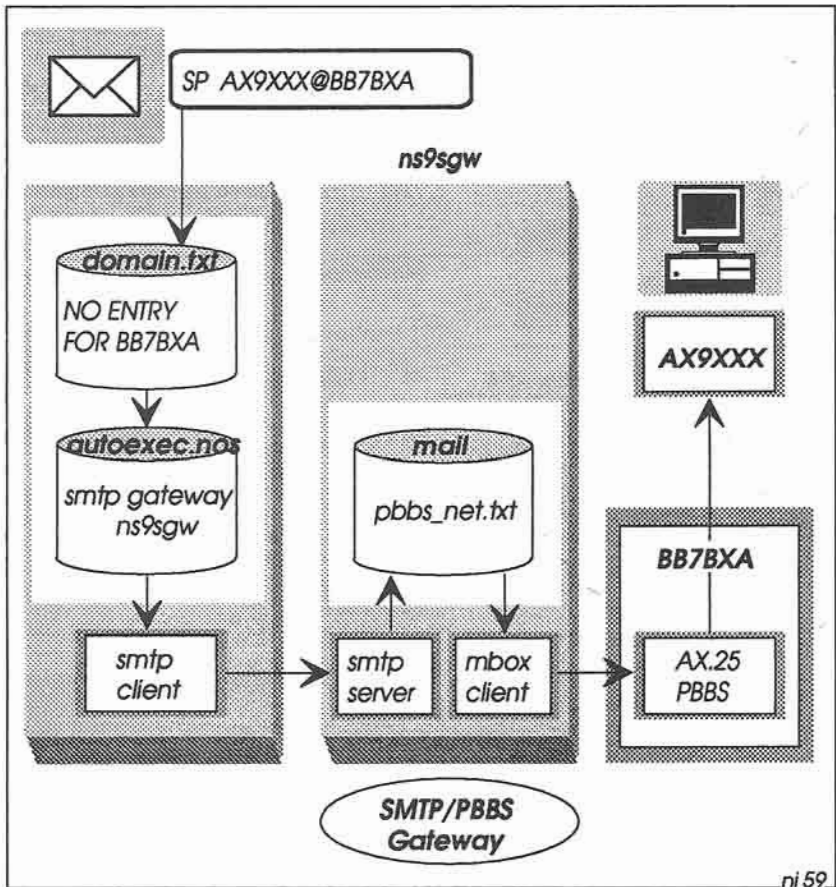 SP AX9XXX@BB7BXA
ns9sgw
domain.txt
NO ENTRY
FOR BB7BXA
autoexec.nos
smtp gateway
ns9sgw
smtp
client
mail
pbbs_net.txt
smtp
server
mbox
client
AX9XXX
BB7BXA
AX.25
PBBS
SMTP/PBBS
Gateway
ni 59